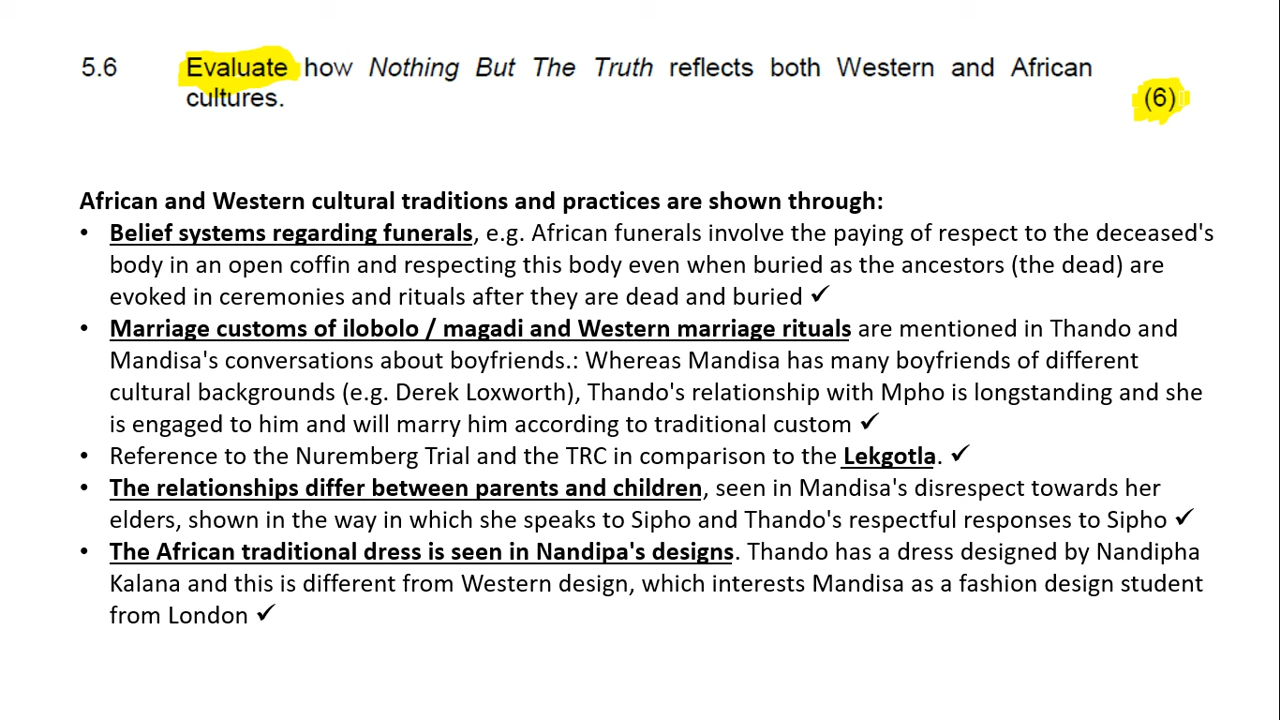 5.6 Evaluate how Nothing But The Truth reflects both Western and African
cultures. (6)
African and Western cultural traditions and practices are shown through:
• Belief systems regarding funerals, e.g. African funerals involve the paying of respect to the deceased's
body in an open coffin and respecting this body even when buried as the ancestors (the dead) are
evoked in ceremonies and rituals after they are dead and buried ✓
• Marriage customs of ilobolo / magadi and Western marriage rituals are mentioned in Thando and
Mandisa's conversations about boyfriends.: Whereas Mandisa has many boyfriends of different
cultural backgrounds (e.g. Derek Loxworth), Thando's relationship with Mpho is longstanding and she
is engaged to him and will marry him according to traditional custom ✓
• Reference to the Nuremberg Trial and the TRC in comparison to the Lekgotla. ✓
• The relationships differ between parents and children, seen in Mandisa's disrespect towards her
elders, shown in the way in which she speaks to Sipho and Thando's respectful responses to Sipho ✓
• The African traditional dress is seen in Nandipa's designs. Thando has a dress designed by Nandipha
Kalana and this is different from Western design, which interests Mandisa as a fashion design student
from London ✓